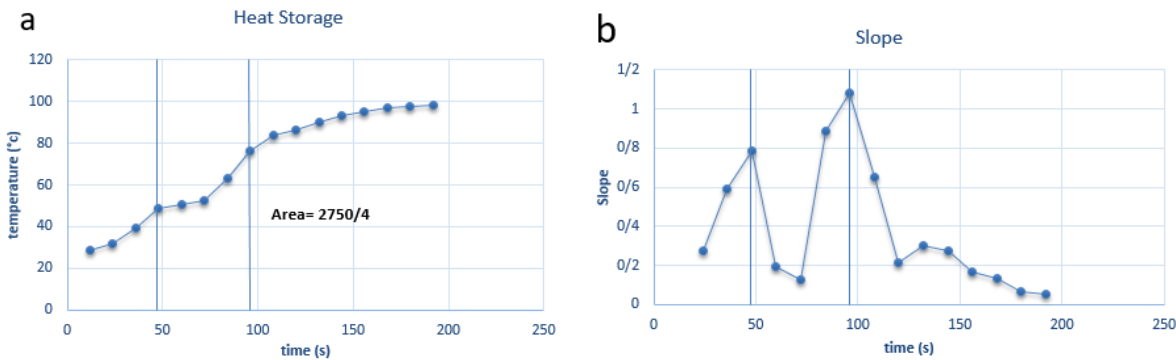 a
Heat Storage
temperature (°c)
120
100
80
60
40
20
0
Area= 2750/4
0 50 100 150 200 250
time (s)
b
Slope
Slope
1/2
1
0/8
0/6
0/4
0/2
0
0 50 100 150 200 250
time (s)